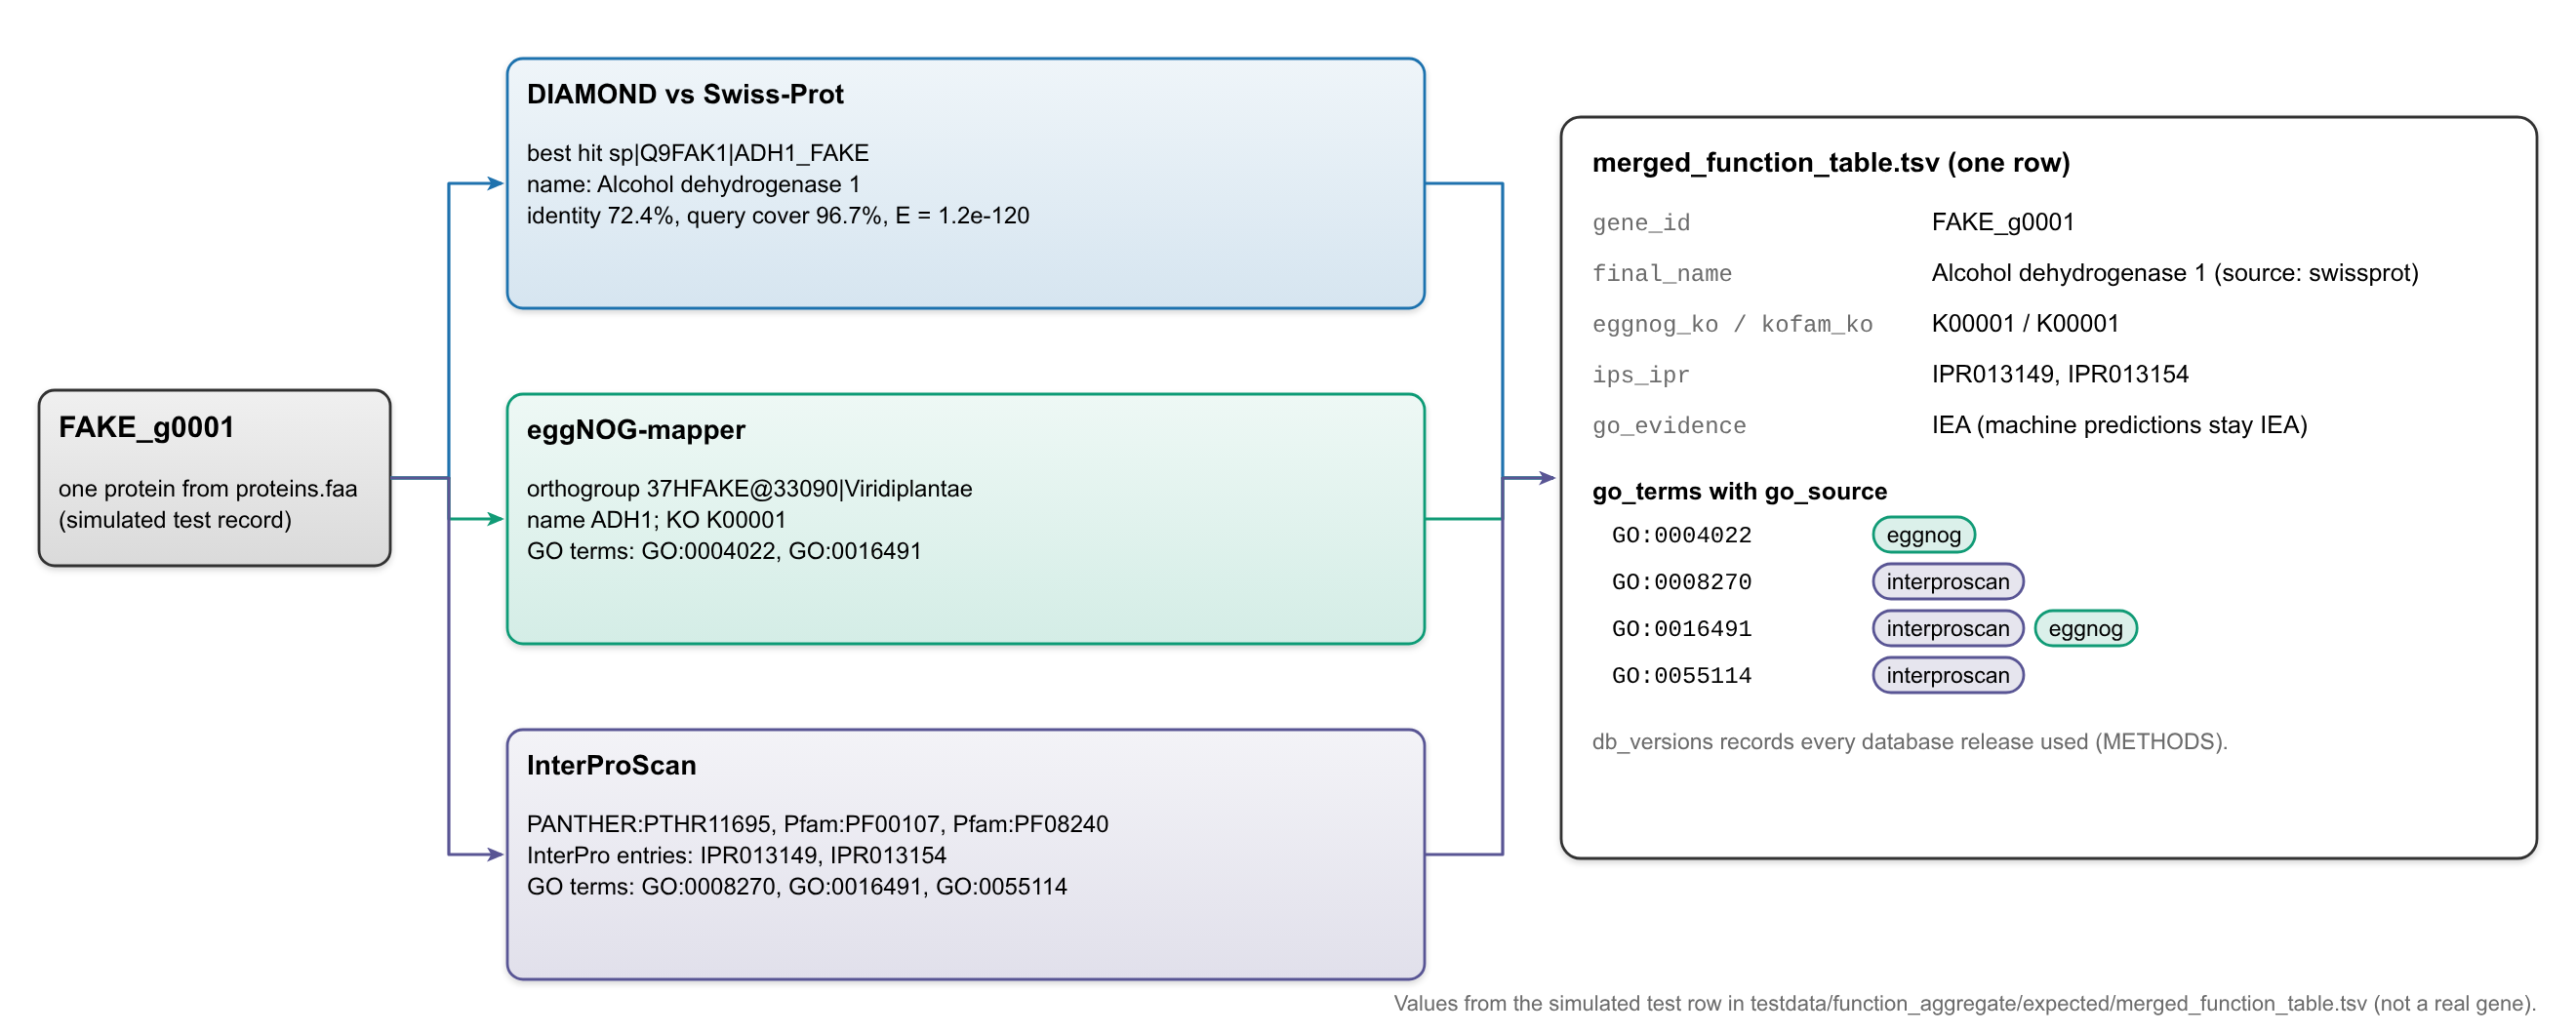 FAKE_g0001
one protein from proteins.faa
(simulated test record)
DIAMOND vs Swiss-Prot
best hit sp|Q9FAK1|ADH1_FAKE
name: Alcohol dehydrogenase 1
identity 72.4%, query cover 96.7%, E = 1.2e-120
eggNOG-mapper
orthogroup 37HFAKE@33090|Viridiplantae
name ADH1; KO K00001
GO terms: GO:0004022, GO:0016491
InterProScan
PANTHER:PTHR11695, Pfam:PF00107, Pfam:PF08240
InterPro entries: IPR013149, IPR013154
GO terms: GO:0008270, GO:0016491, GO:0055114
merged_function_table.tsv (one row)
gene_id FAKE_g0001
final_name Alcohol dehydrogenase 1 (source: swissprot)
eggnog_ko / kofam_ko K00001 / K00001
ips_ipr IPR013149, IPR013154
go_evidence IEA (machine predictions stay IEA)
go_terms with go_source
GO:0004022 eggnog
GO:0008270 interproscan
GO:0016491 interproscan eggnog
GO:0055114 interproscan
db_versions records every database release used (METHODS).
Values from the simulated test row in testdata/function_aggregate/expected/merged_function_table.tsv (not a real gene).